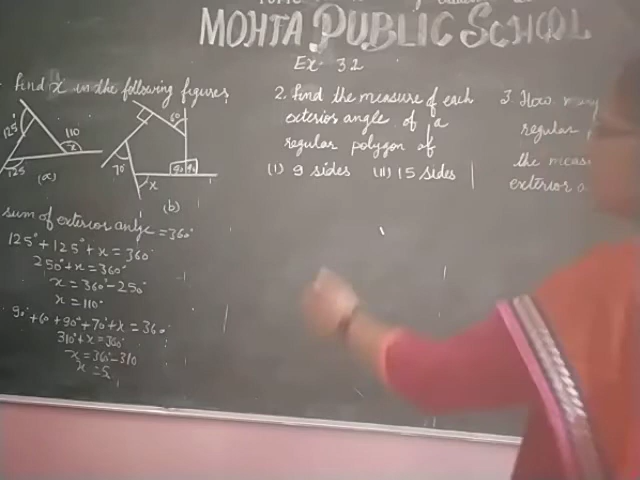 MOHTA PUBLIC SCHOOL
Ex 3.2
Find x in the following figures
125°
110
x
125
(a)
60
70°
90
90
x
(b)
sum of exterior angle = 360°
125° + 125° + x = 360°
250° + x = 360°
x = 360° - 250°
x = 110°
90° + 60 + 90° + 70° + x = 360°
310° + x = 360°
x = 360° - 310
x = 5
2. Find the measure of each
exterior angle of a
regular polygon of
(i) 9 sides (ii) 15 sides
3. How many
regular
the meas
exterior a